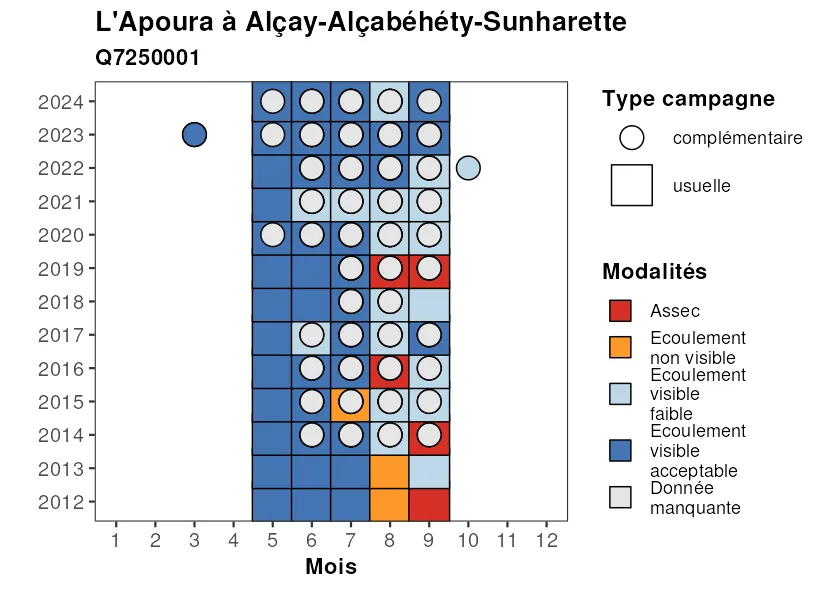 L'Apoura à Alçay-Alçabéhéty-Sunharette
Q7250001
2024
2023
2022
2021
2020
2019
2018
2017
2016
2015
2014
2013
2012
1 2 3 4 5 6 7 8 9 10 11 12
Mois
Type campagne
complémentaire
usuelle
Modalités
Assec
Ecoulement
non visible
Ecoulement
visible
faible
Ecoulement
visible
acceptable
Donnée
manquante